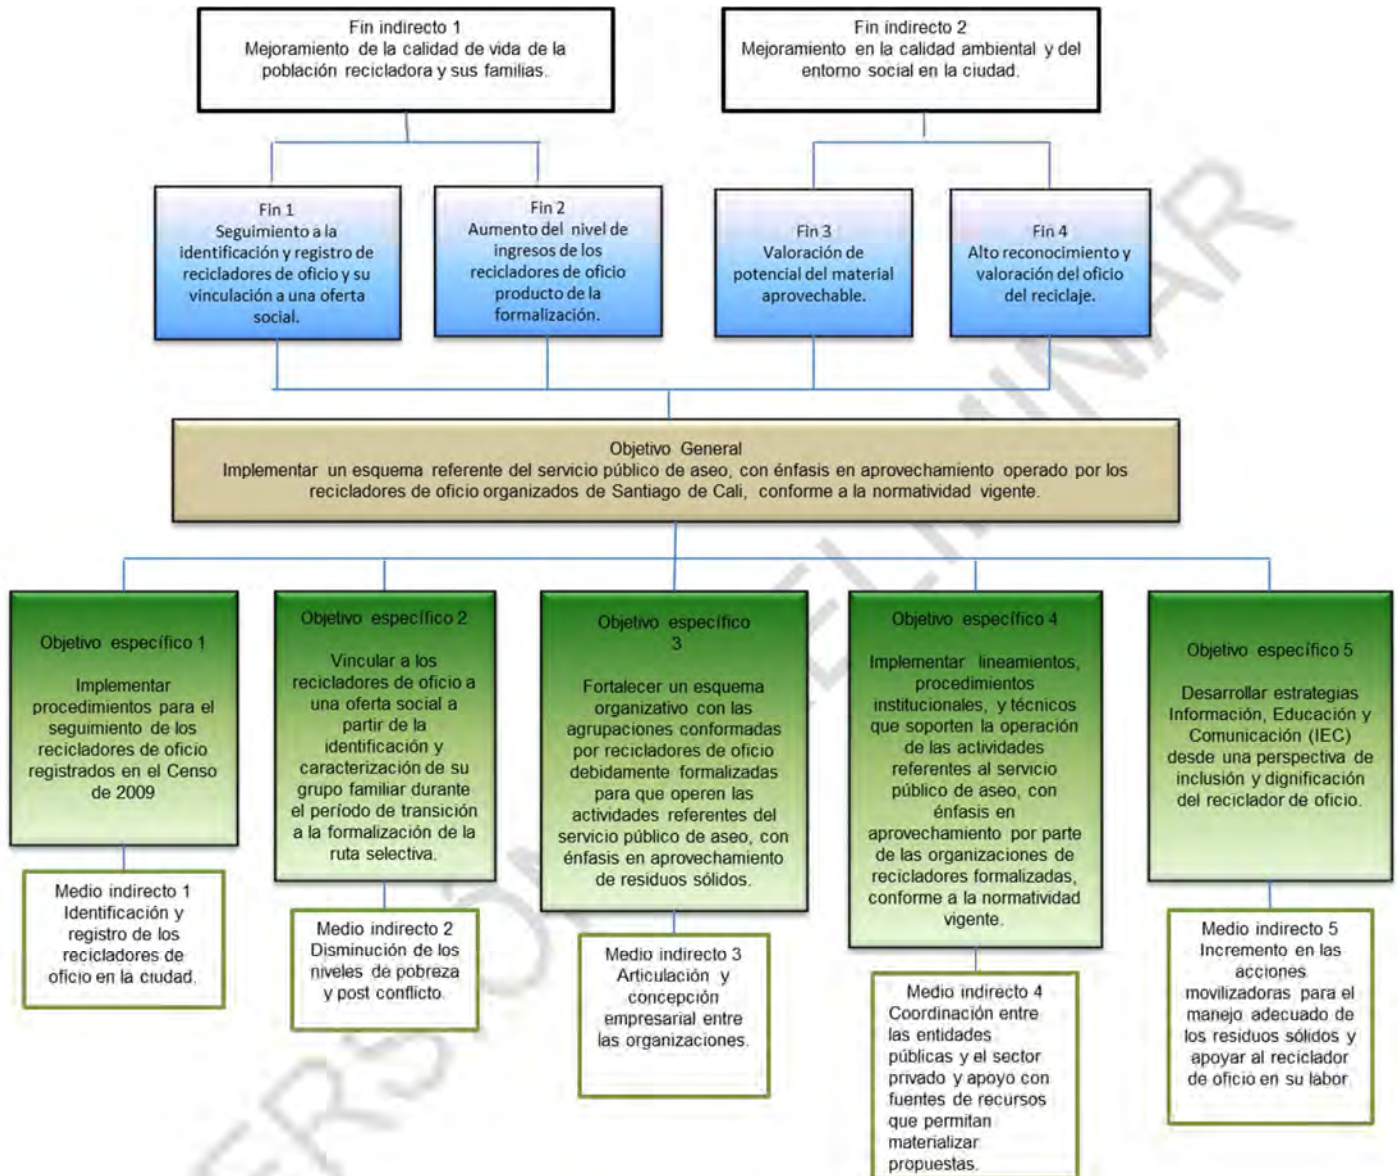 Fin indirecto 1
Mejoramiento de la calidad de vida de la
población recicladora y sus familias.
Fin indirecto 2
Mejoramiento en la calidad ambiental y del
entorno social en la ciudad.
Fin 1
Seguimiento a la
identificación y registro de
recicladores de oficio y su
vinculación a una oferta
social.
Fin 2
Aumento del nivel de
ingresos de los
recicladores de oficio
producto de la
formalización.
Fin 3
Valoración de
potencial del material
aprovechable.
Fin 4
Alto reconocimiento y
valoración del oficio
del reciclaje.
Objetivo General
Implementar un esquema referente del servicio público de aseo, con énfasis en aprovechamiento operado por los
recicladores de oficio organizados de Santiago de Cali, conforme a la normatividad vigente.
Objetivo específico 1
Implementar
procedimientos para el
seguimiento de los
recicladores de oficio
registrados en el Censo
de 2009
Objetivo específico 2
Vincular a los
recicladores de oficio a
una oferta social a
partir de la
identificación y
caracterización de su
grupo familiar durante
el período de transición
a la formalización de la
ruta selectiva.
Objetivo específico
3
Fortalecer un esquema
organizativo con las
agrupaciones conformadas
por recicladores de oficio
debidamente formalizadas
para que operen las
actividades referentes del
servicio público de aseo, con
énfasis en aprovechamiento
de residuos sólidos.
Objetivo específico 4
Implementar lineamientos,
procedimientos
institucionales, y técnicos
que soporten la operación
de las actividades
referentes al servicio
público de aseo, con
énfasis en
aprovechamiento por parte
de las organizaciones de
recicladores formalizadas,
conforme a la normatividad
vigente.
Objetivo específico 5
Desarrollar estrategias
Información, Educación y
Comunicación (IEC)
desde una perspectiva de
inclusión y dignificación
del reciclador de oficio.
Medio indirecto 1
Identificación y
registro de los
recicladores de
oficio en la ciudad.
Medio indirecto 2
Disminución de los
niveles de pobreza
y post conflicto.
Medio indirecto 3
Articulación y
concepción
empresarial entre
las organizaciones.
Medio indirecto 4
Coordinación entre
las entidades
públicas y el sector
privado y apoyo con
fuentes de recursos
que permitan
materializar
propuestas.
Medio indirecto 5
Incremento en las
acciones
movilizadoras para el
manejo adecuado de
los residuos sólidos y
apoyar al reciclador
de oficio en su labor